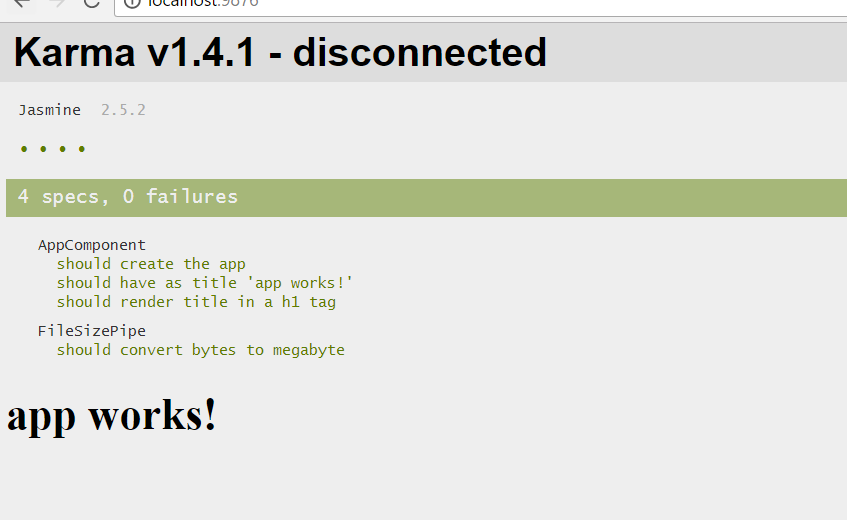 localhost:9876
Karma v1.4.1 - disconnected
Jasmine 2.5.2
• • • •
4 specs, 0 failures
AppComponent
should create the app
should have as title 'app works!'
should render title in a h1 tag
FileSizePipe
should convert bytes to megabyte
app works!